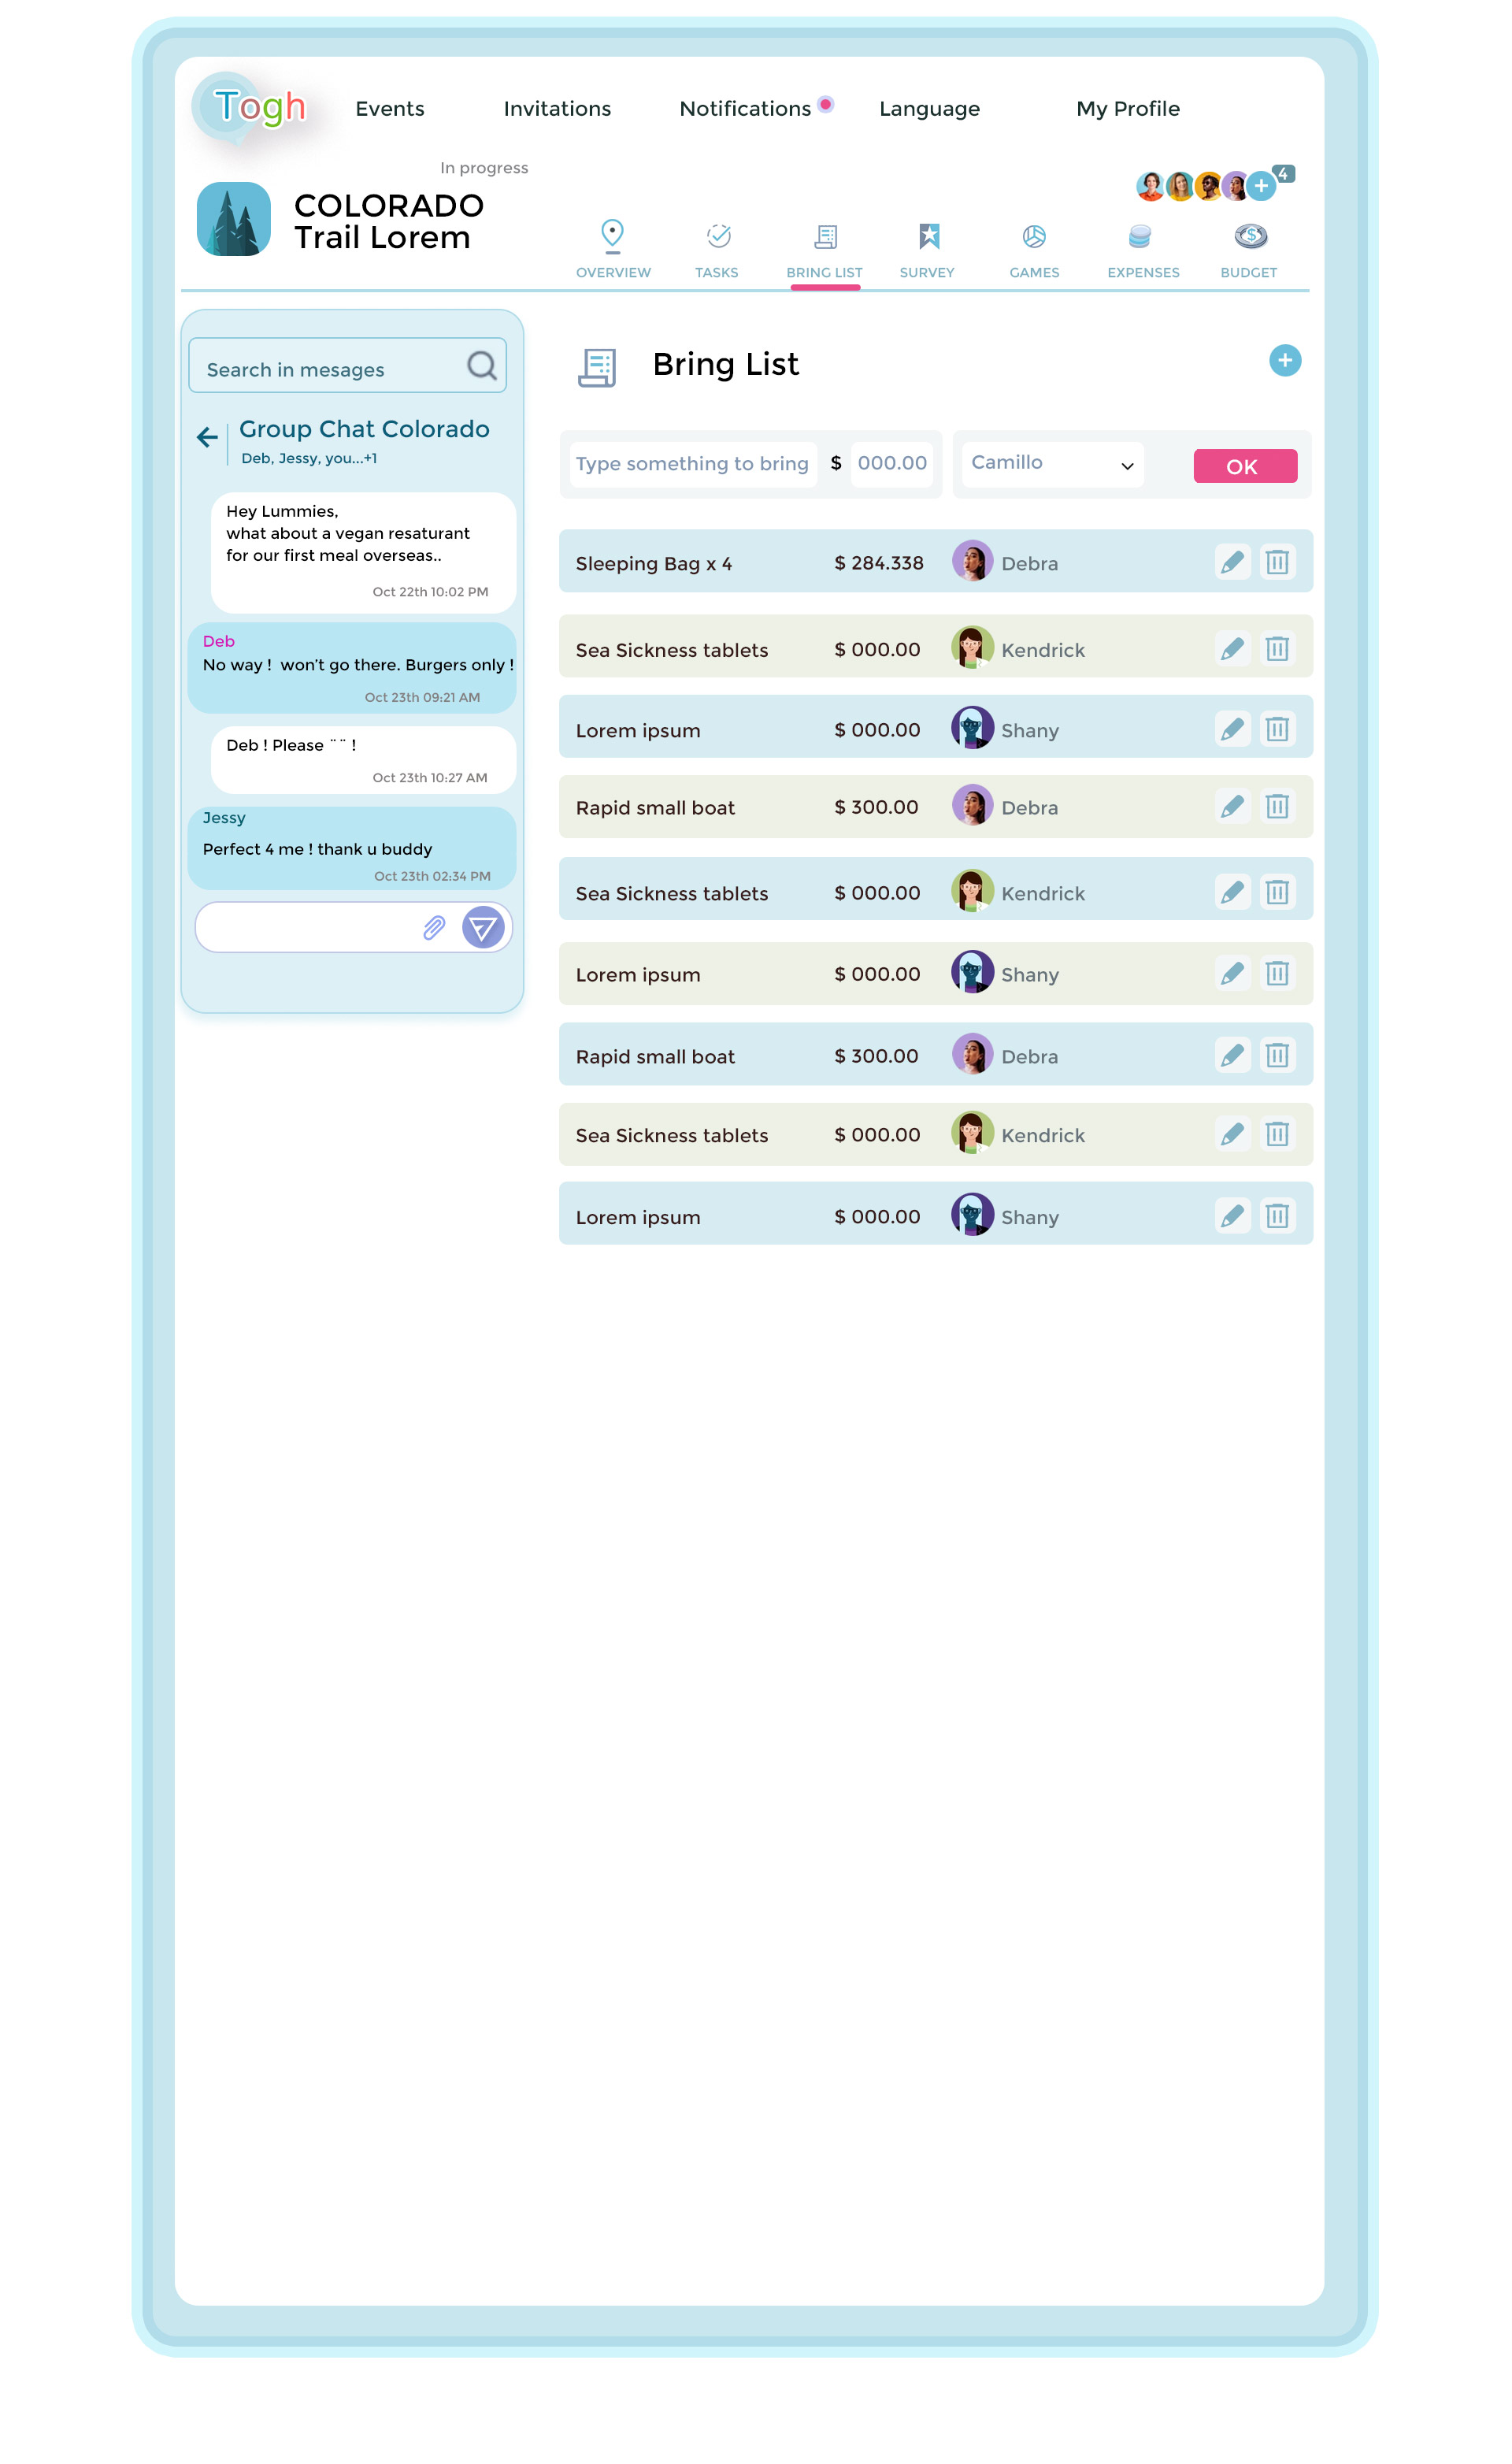 Togh
Events
Invitations
Notifications
Language
My Profile
In progress
4
COLORADO
Trail Lorem
OVERVIEW
TASKS
BRING LIST
SURVEY
GAMES
EXPENSES
$
BUDGET
Search in mesages
Group Chat Colorado
Deb, Jessy, you...+1
Hey Lummies,
what about a vegan resaturant
for our first meal overseas..
Oct 22th 10:02 PM
Deb
No way ! won't go there. Burgers only !
Oct 23th 09:21 AM
Deb ! Please ¨¨ !
Oct 23th 10:27 AM
Jessy
Perfect 4 me ! thank u buddy
Oct 23th 02:34 PM
Bring List
+
Type something to bring $ 000.00 Camillo OK
Sleeping Bag x 4 $ 284.338 Debra
Sea Sickness tablets $ 000.00 Kendrick
Lorem ipsum $ 000.00 Shany
Rapid small boat $ 300.00 Debra
Sea Sickness tablets $ 000.00 Kendrick
Lorem ipsum $ 000.00 Shany
Rapid small boat $ 300.00 Debra
Sea Sickness tablets $ 000.00 Kendrick
Lorem ipsum $ 000.00 Shany